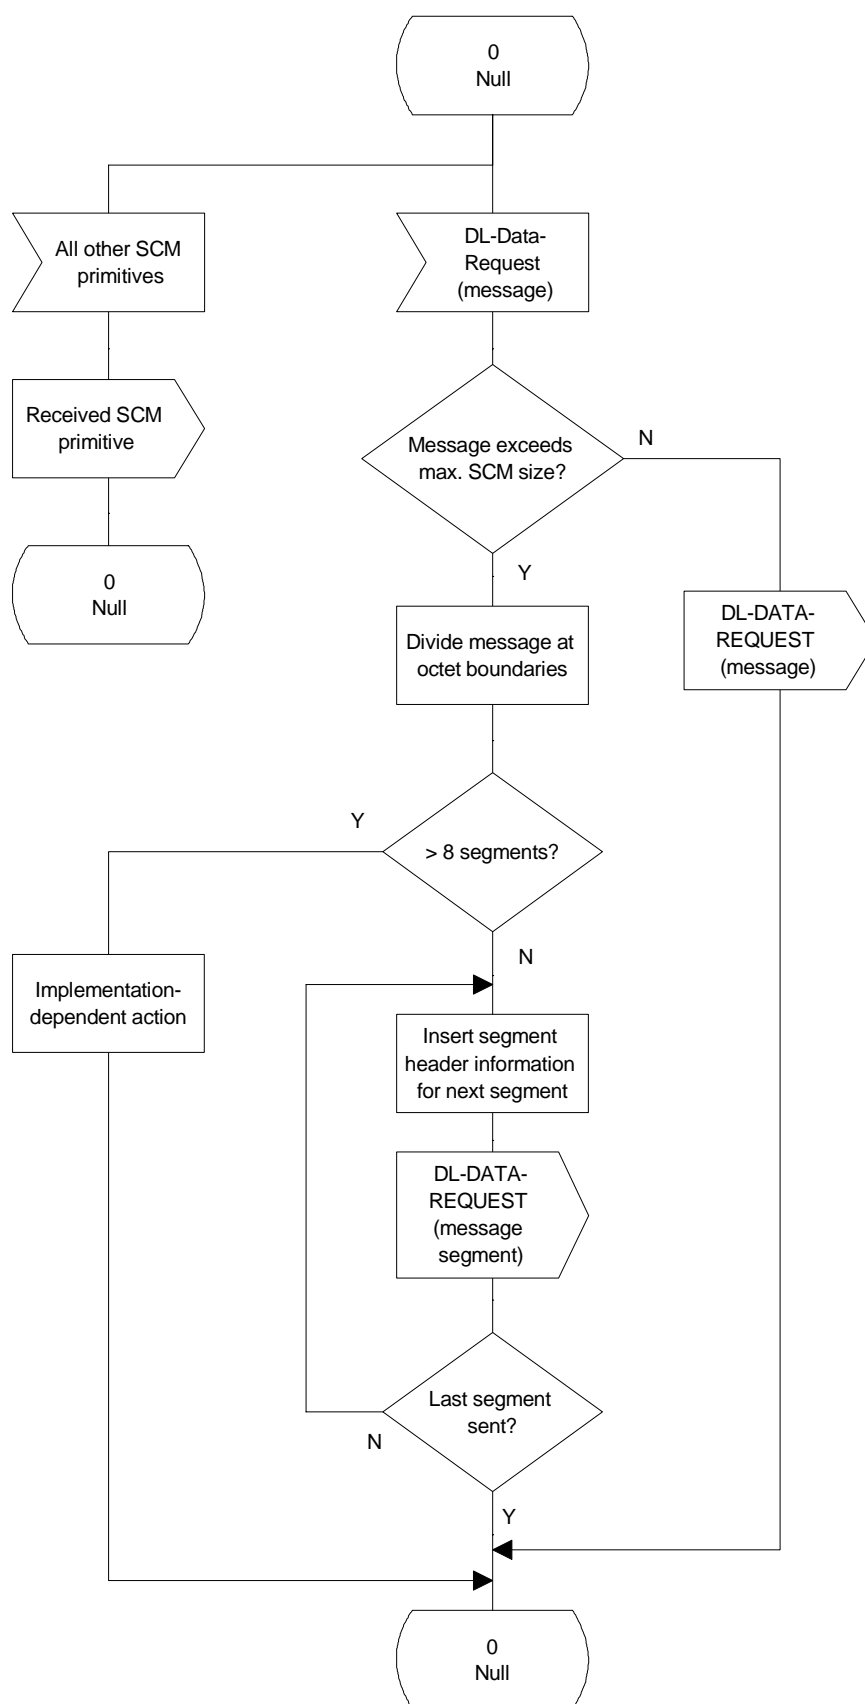 0
Null
All other SCM
primitives
DL-Data-
Request
(message)
Received SCM
primitive
Message exceeds
max. SCM size?
N
0
Null
Y
DL-DATA-
REQUEST
(message)
Divide message at
octet boundaries
Y
> 8 segments?
N
Implementation-
dependent action
Insert segment
header information
for next segment
DL-DATA-
REQUEST
(message
segment)
Last segment
sent?
N
Y
0
Null